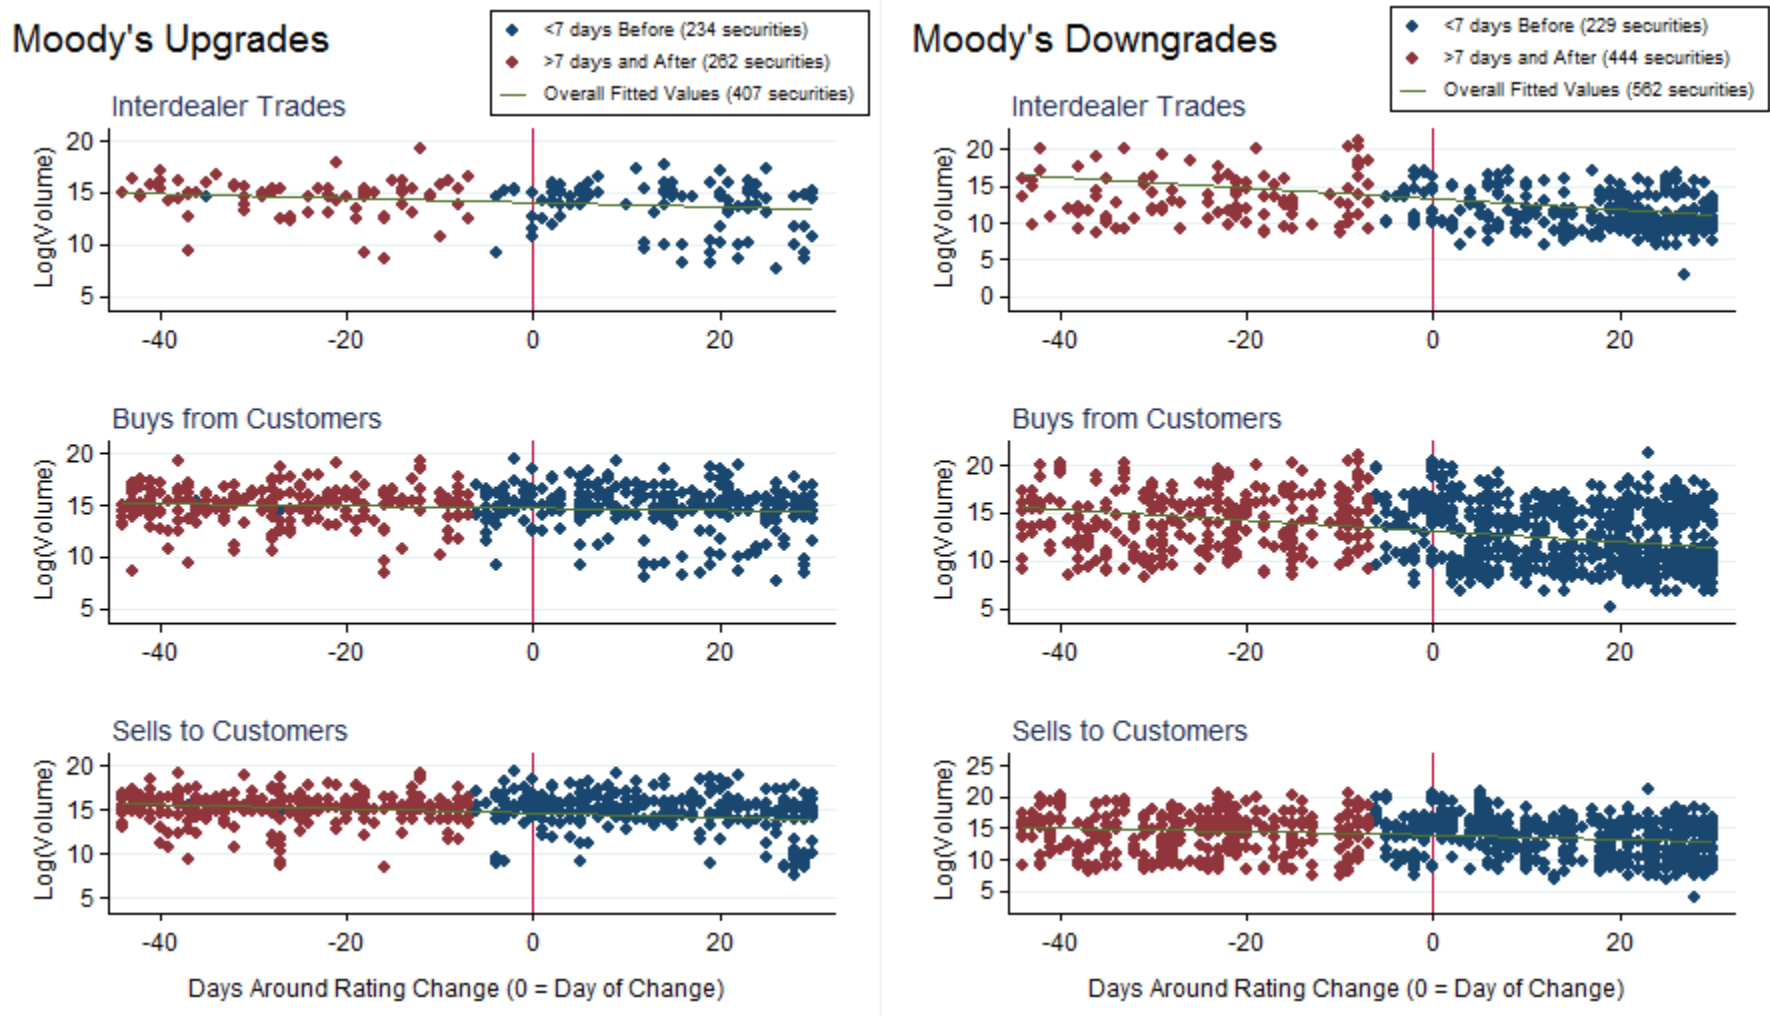 Moody's Upgrades
<7 days Before (234 securities)
>7 days and After (262 securities)
Overall Fitted Values (407 securities)
Interdealer Trades
Log(Volume)
20
15
10
5
-40
-20
0
20
Buys from Customers
Log(Volume)
20
15
10
5
-40
-20
0
20
Sells to Customers
Log(Volume)
20
15
10
5
-40
-20
0
20
Days Around Rating Change (0 = Day of Change)
Moody's Downgrades
<7 days Before (229 securities)
>7 days and After (444 securities)
Overall Fitted Values (562 securities)
Interdealer Trades
Log(Volume)
20
15
10
5
0
-40
-20
0
20
Buys from Customers
Log(Volume)
20
15
10
5
-40
-20
0
20
Sells to Customers
Log(Volume)
25
20
15
10
5
-40
-20
0
20
Days Around Rating Change (0 = Day of Change)